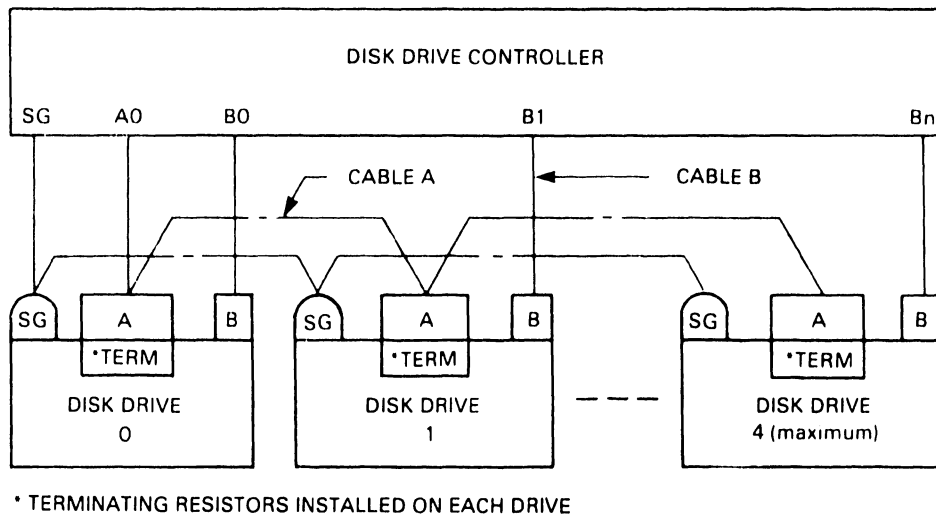 DISK DRIVE CONTROLLER
SG A0 B0 B1 Bn
CABLE A CABLE B
SG A B SG A B SG A B
*TERM *TERM *TERM
DISK DRIVE DISK DRIVE DISK DRIVE
0 1 4 (maximum)
* TERMINATING RESISTORS INSTALLED ON EACH DRIVE